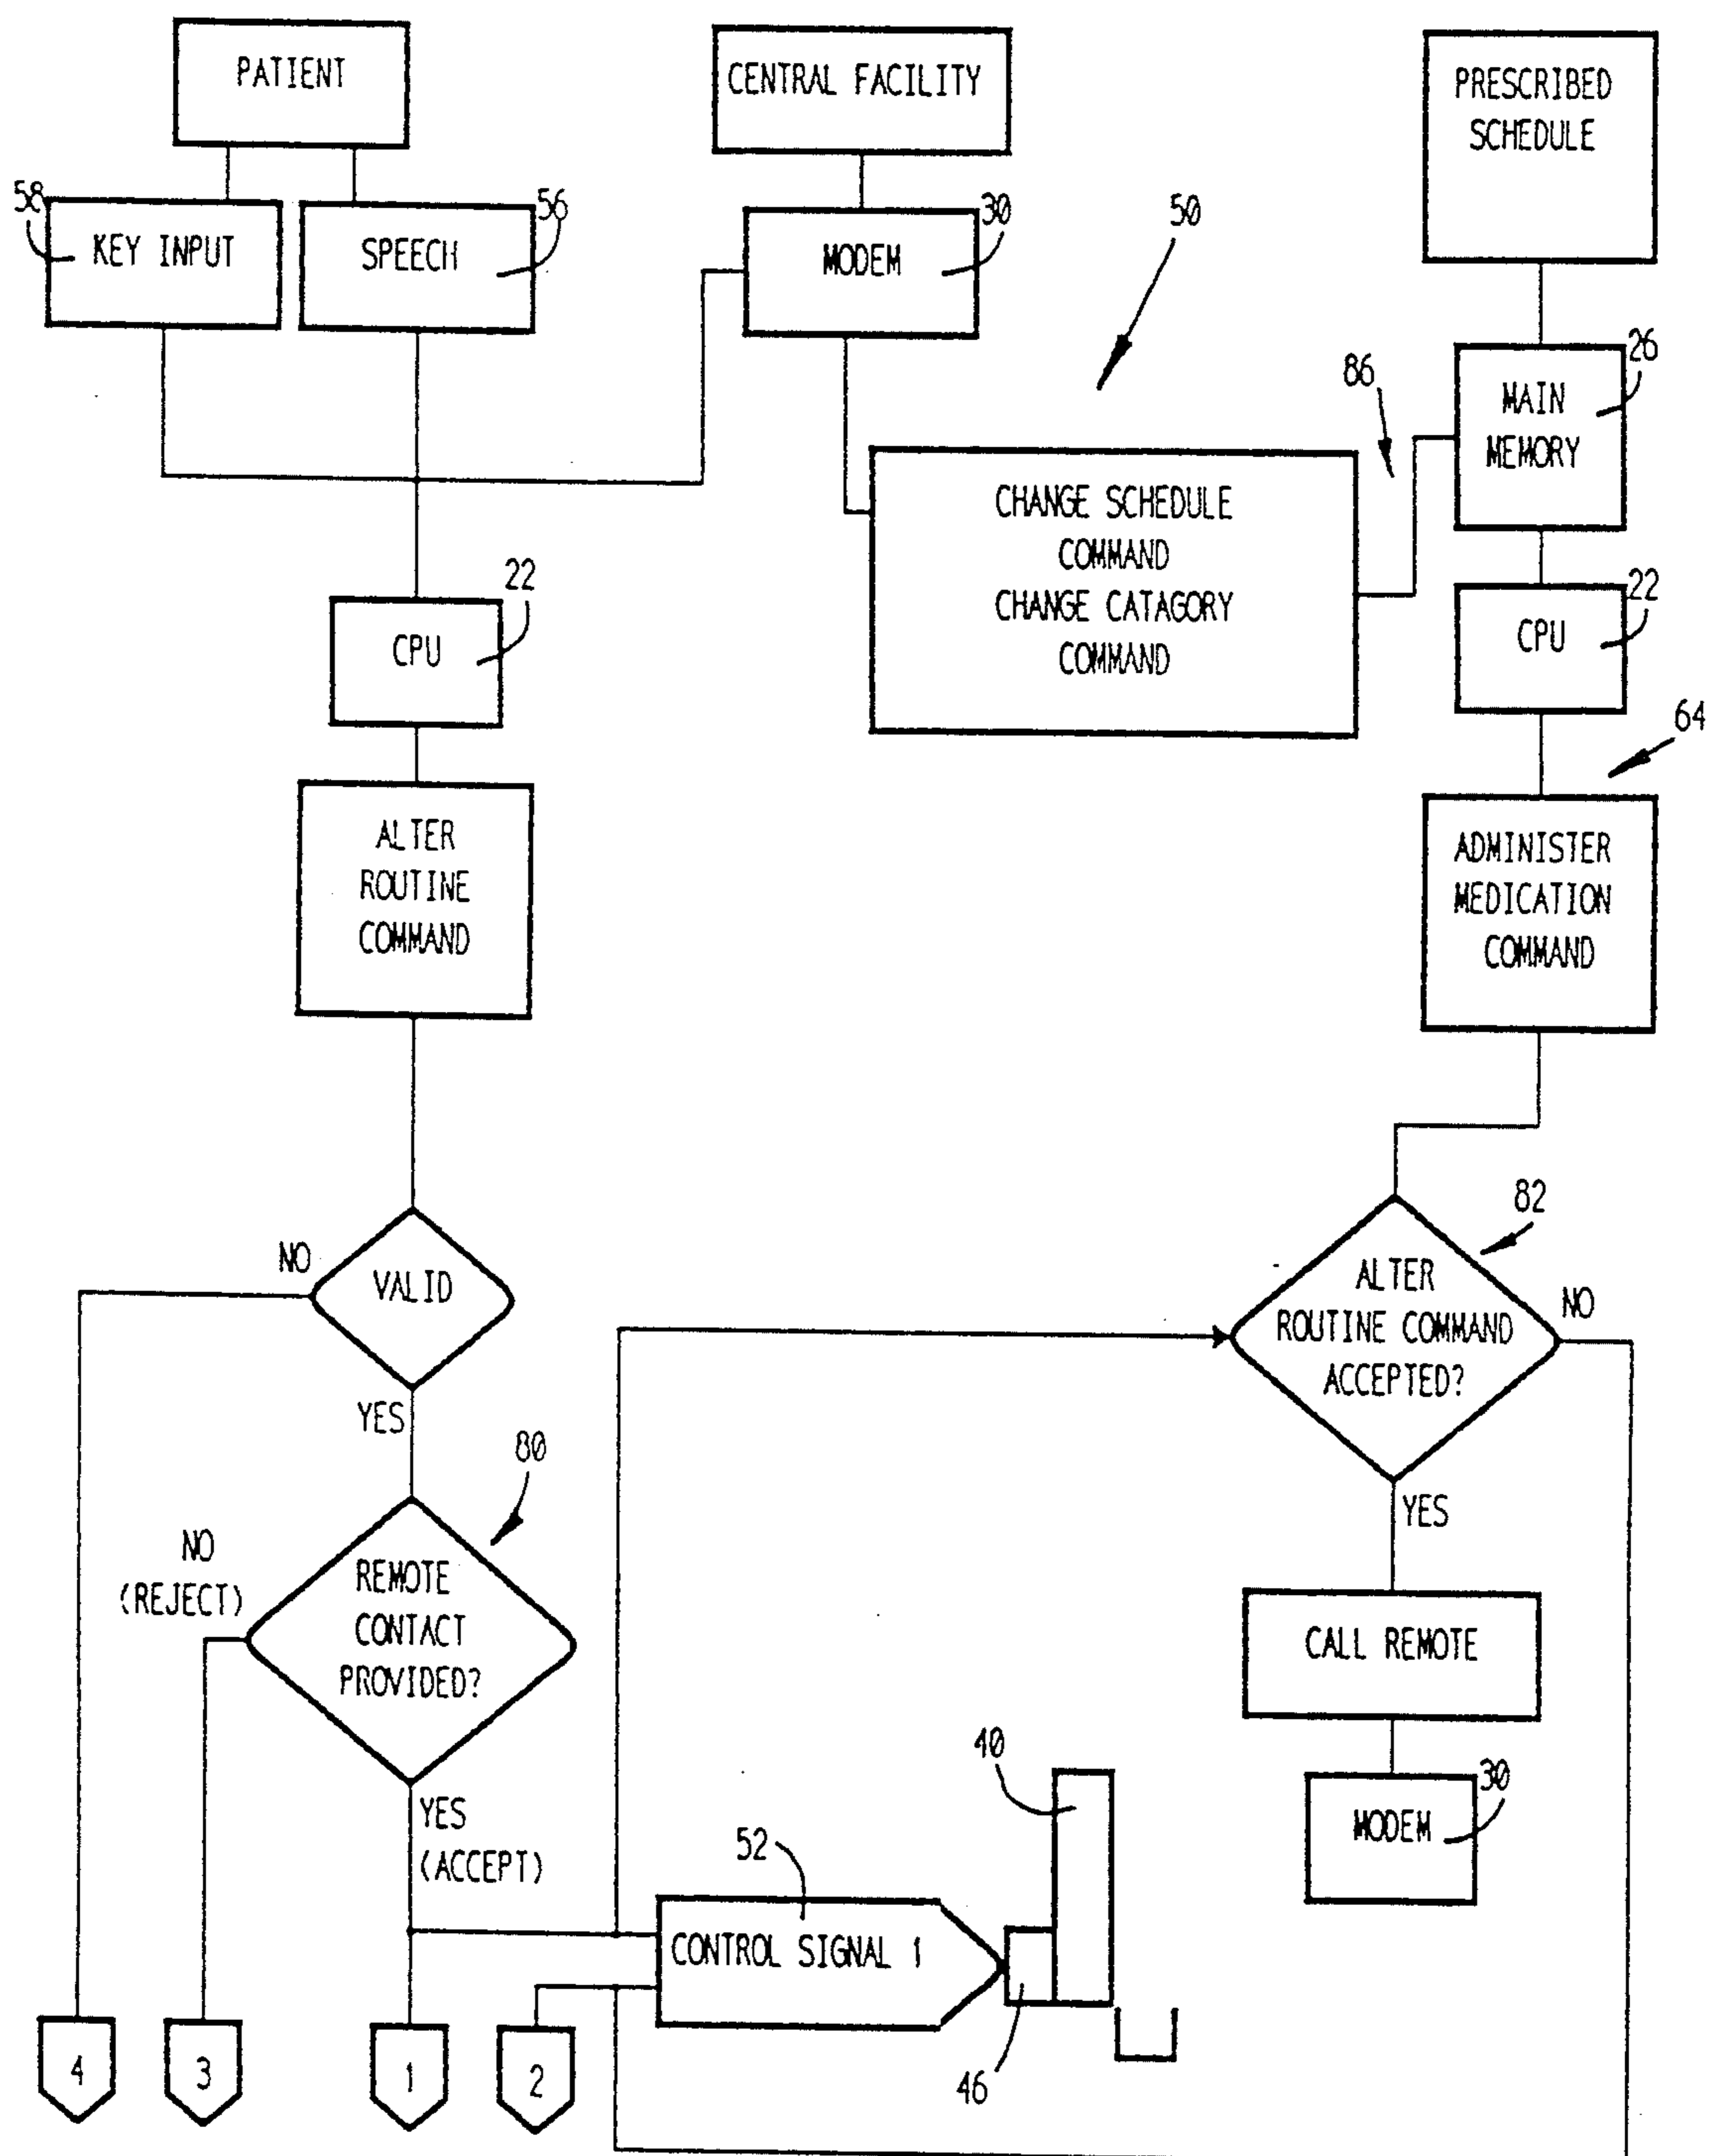 PATIENT
CENTRAL FACILITY
PRESCRIBED
SCHEDULE
58
KEY INPUT
56
SPEECH
30
MODEM
50
86
26
MAIN
MEMORY
CHANGE SCHEDULE
COMMAND
CHANGE CATAGORY
COMMAND
22
CPU
22
CPU
64
ALTER
ROUTINE
COMMAND
ADMINISTER
MEDICATION
COMMAND
82
NO
VALID
YES
ALTER
ROUTINE COMMAND
ACCEPTED?
NO
YES
80
NO
(REJECT)
REMOTE
CONTACT
PROVIDED?
YES
(ACCEPT)
CALL REMOTE
30
MODEM
40
52
CONTROL SIGNAL 1
46
4
3
1
2